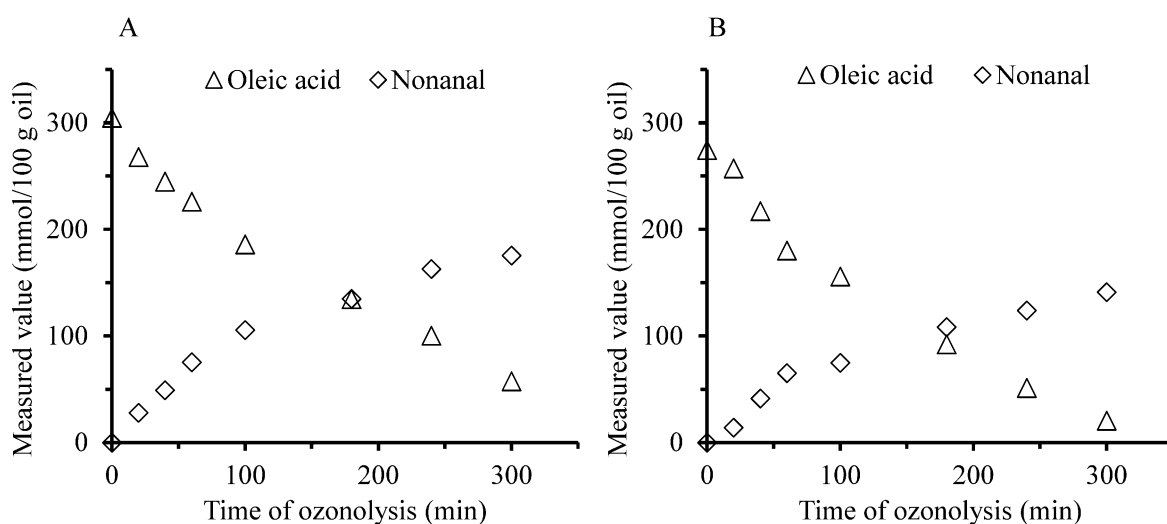 A
Oleic acid
Nonanal
300
200
100
0
Measured value (mmol/100 g oil)
0
100
200
300
Time of ozonolysis (min)
B
Oleic acid
Nonanal
300
200
100
0
Measured value (mmol/100 g oil)
0
100
200
300
Time of ozonolysis (min)